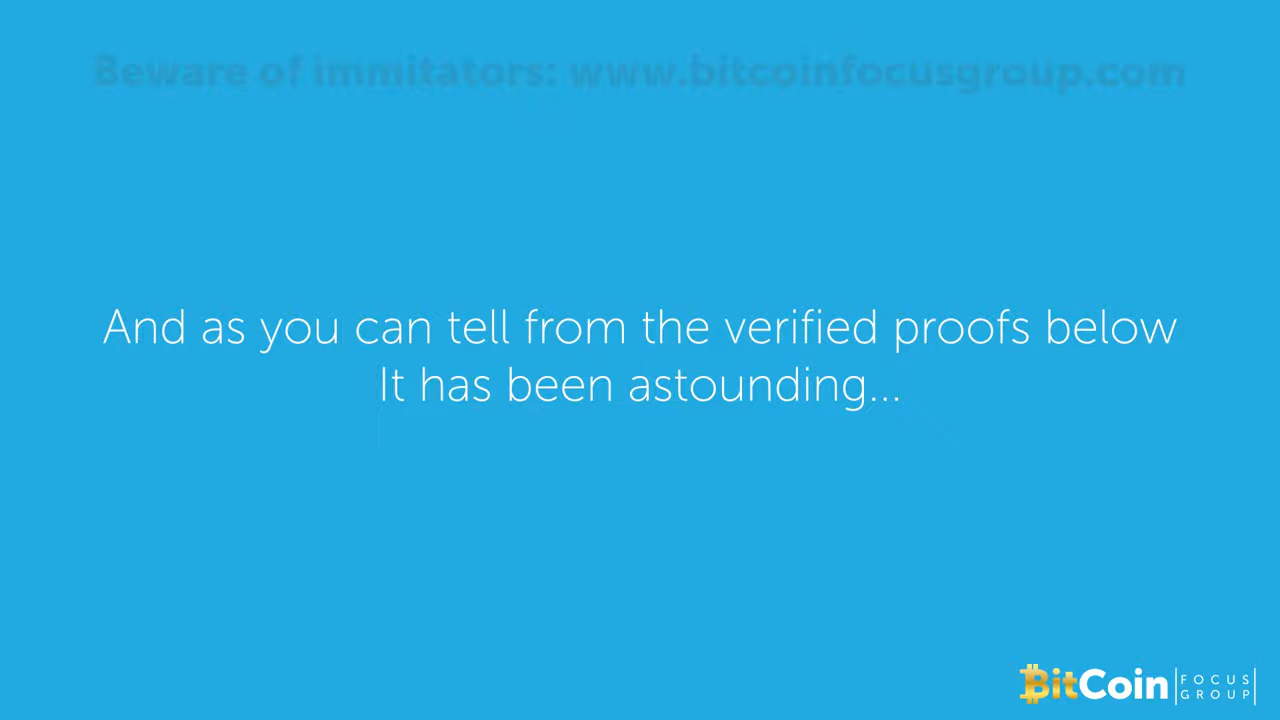 Beware of immitators: www.bitcoinfocusgroup.com
And as you can tell from the verified proofs below
It has been astounding...
BitCoin FOCUS
GROUP